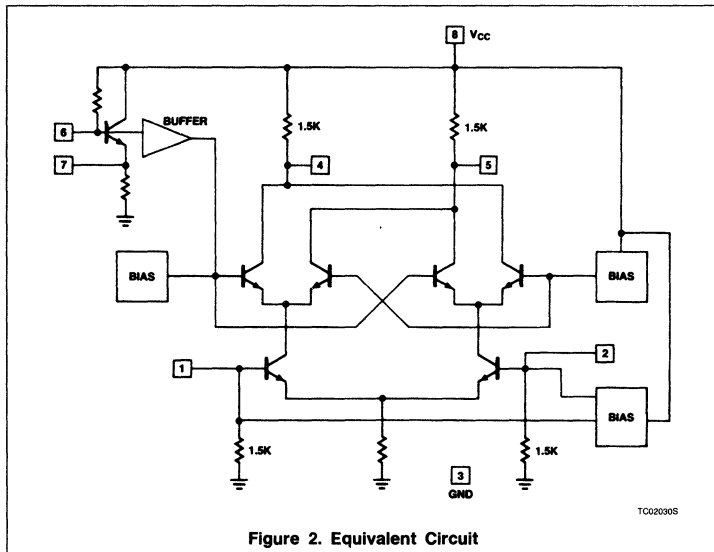 8 VCC
BUFFER
6
1.5K
1.5K
7
4
5
BIAS
BIAS
1
2
BIAS
1.5K
1.5K
3
GND
TC02030S
Figure 2. Equivalent Circuit